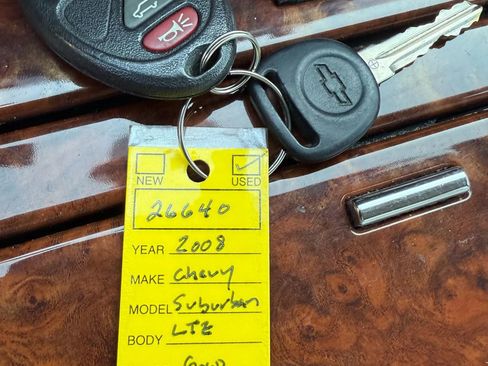 NEW USED
26640
YEAR 2008
MAKE Chevy
MODEL Suburban
BODY LTZ